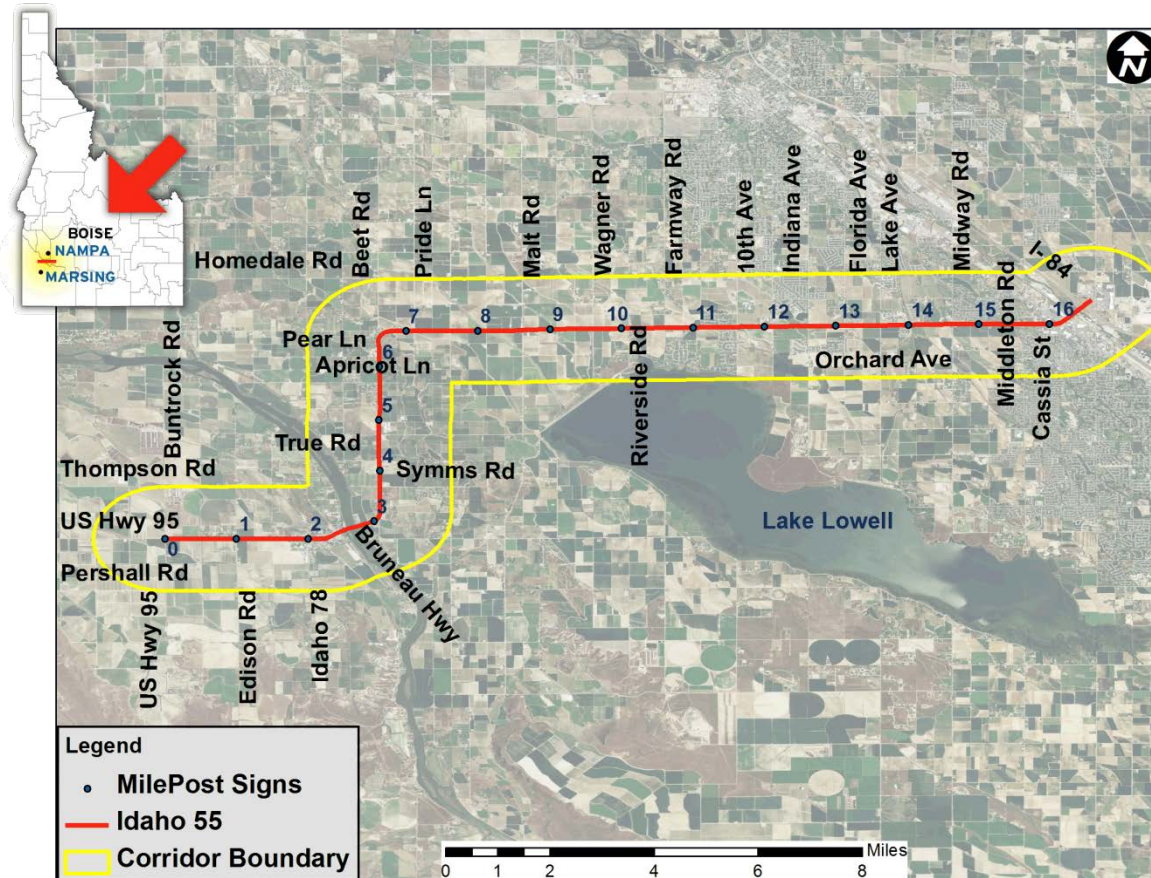 BOISE
NAMPA
MARSING
N
Homedale Rd
Beet Rd
Pride Ln
Malt Rd
Wagner Rd
Farmway Rd
10th Ave
Indiana Ave
Florida Ave
Lake Ave
Midway Rd
Middleton Rd
I- 84
Buntrock Rd
Pear Ln
Apricot Ln
True Rd
Symms Rd
Riverside Rd
Orchard Ave
Cassia St
Thompson Rd
US Hwy 95
Pershall Rd
0
1
2
3
4
5
6
7
8
9
10
11
12
13
14
15
16
Lake Lowell
Bruneau Hwy
US Hwy 95
Edison Rd
Idaho 78
Legend
MilePost Signs
Idaho 55
Corridor Boundary
Miles
0 1 2 4 6 8